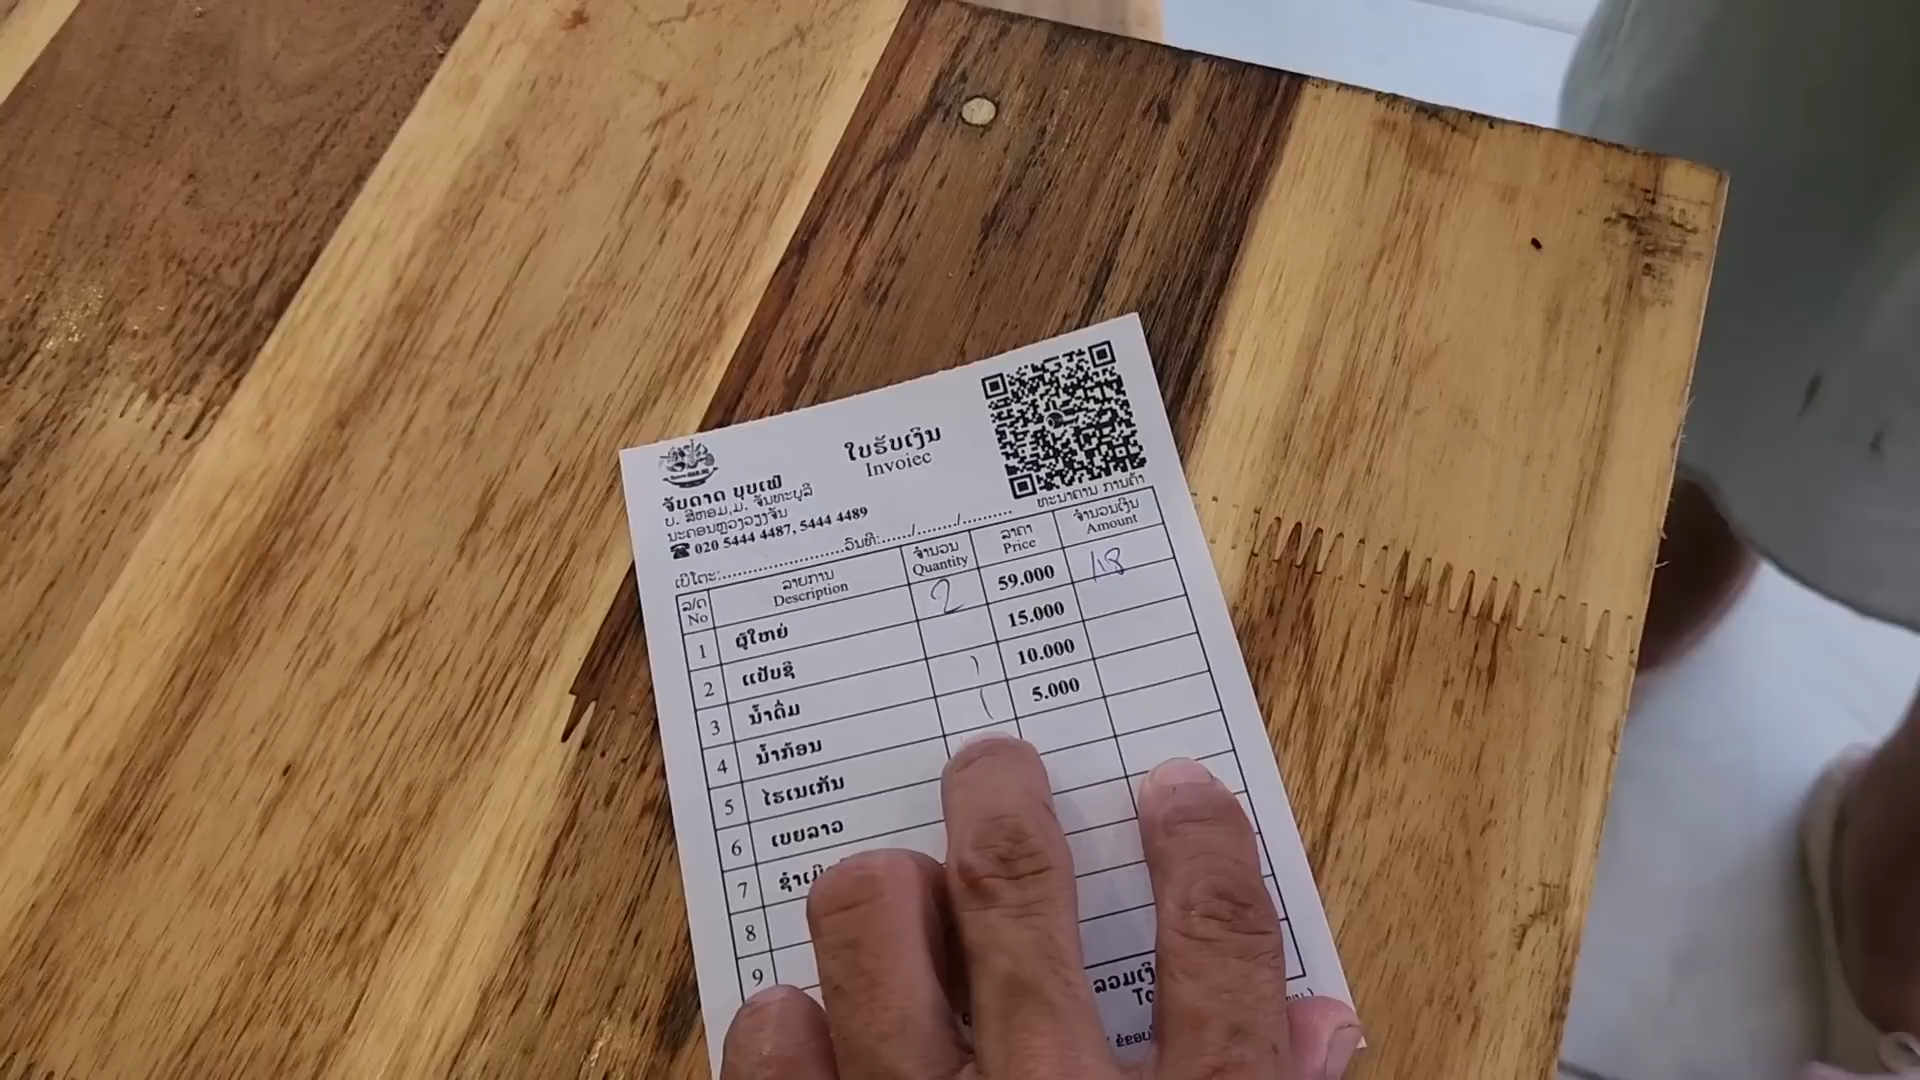 ໃບຮັບເງິນ
Invoiec
ຈັບດາດ ບຸບເຟີ
ບ. ສີຫອມ,ມ. ຈັນທະບູລີ
ນະຄອນຫຼວງວຽງຈັນ
☎ 020 5444 4487, 5444 4489
ທະນາຄານ ການຄ້າ
ເບີໂຕະ:........................ວັນທີ:....../......../..........
ລ/ດ ລາຍການ ຈຳນວນ ລາຄາ ຈຳນວນເງິນ
No Description Quantity Price Amount
1 ຜູ້ໃຫຍ່ 2 59.000 118
2 ແປັບຊີ 15.000
3 ນ້ຳດື່ມ 1 10.000
4 ນ້ຳກ້ອນ 1 5.000
5 ໄຮເນເກັນ
6 ເບຍລາວ
7
8
9